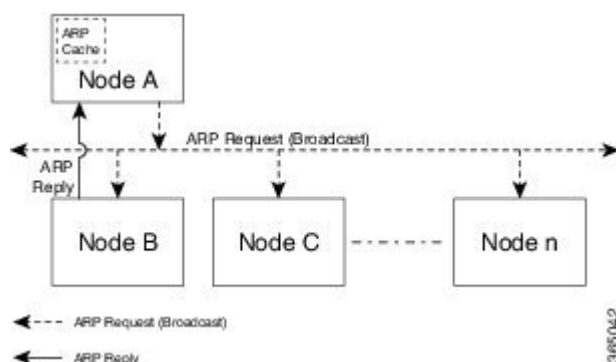 ARP
Cache
Node A
ARP Request (Broadcast)
ARP
Reply
Node B
Node C
Node n
ARP Request (Broadcast)
ARP Reply